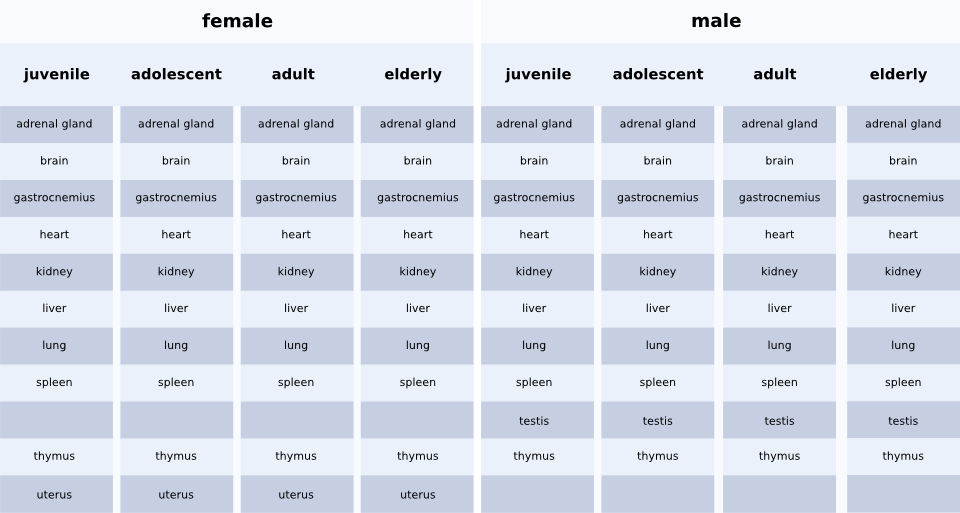 female male
juvenile adolescent adult elderly juvenile adolescent adult elderly
adrenal gland adrenal gland adrenal gland adrenal gland adrenal gland adrenal gland adrenal gland adrenal gland
brain brain brain brain brain brain brain brain
gastrocnemius gastrocnemius gastrocnemius gastrocnemius gastrocnemius gastrocnemius gastrocnemius gastrocnemius
heart heart heart heart heart heart heart heart
kidney kidney kidney kidney kidney kidney kidney kidney
liver liver liver liver liver liver liver liver
lung lung lung lung lung lung lung lung
spleen spleen spleen spleen spleen spleen spleen spleen
testis testis testis testis
thymus thymus thymus thymus thymus thymus thymus thymus
uterus uterus uterus uterus